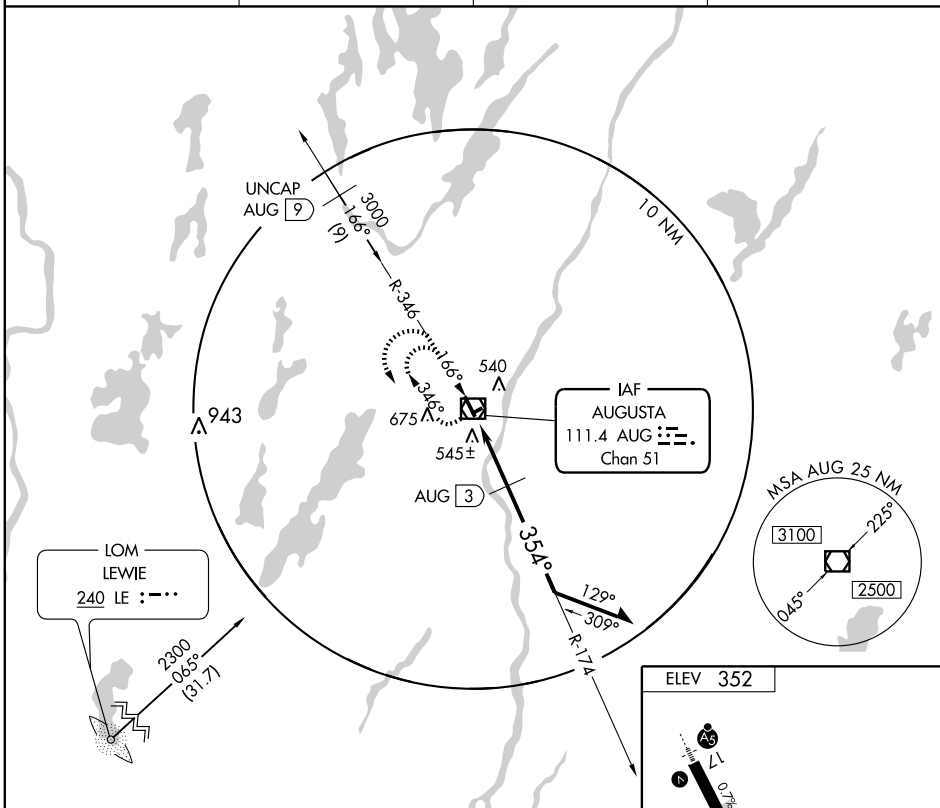 UNCAP
AUG 9
3000
166°
(9)
10 NM
R-346
166°
346°
540
943
675
545±
IAF
AUGUSTA
111.4 AUG
Chan 51
AUG 3
354°
MSA AUG 25 NM
3100
225°
045°
2500
LOM
LEWIE
240 LE
129°
309°
2300
065°
(31.7)
R-174
ELEV 352
A5
17
V
0.7%